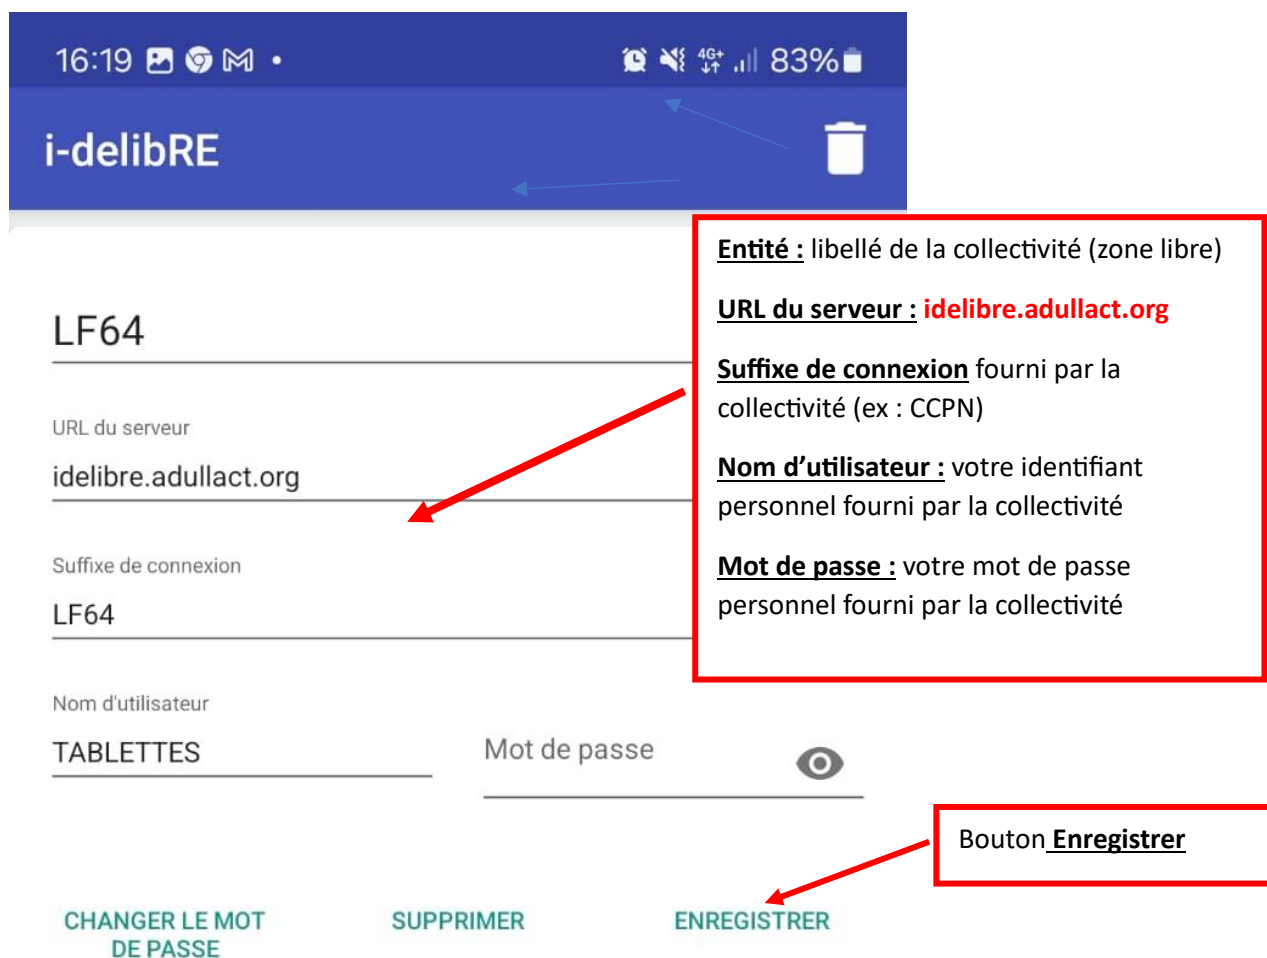 16:19
4G+
83%
i-delibRE
LF64
URL du serveur
idelibre.adullact.org
Suffixe de connexion
LF64
Nom d'utilisateur
TABLETTES
Mot de passe
CHANGER LE MOT
DE PASSE
SUPPRIMER
ENREGISTRER
Entité : libellé de la collectivité (zone libre)
URL du serveur : idelibre.adullact.org
Suffixe de connexion fourni par la
collectivité (ex : CCPN)
Nom d’utilisateur : votre identifiant
personnel fourni par la collectivité
Mot de passe : votre mot de passe
personnel fourni par la collectivité
Bouton Enregistrer